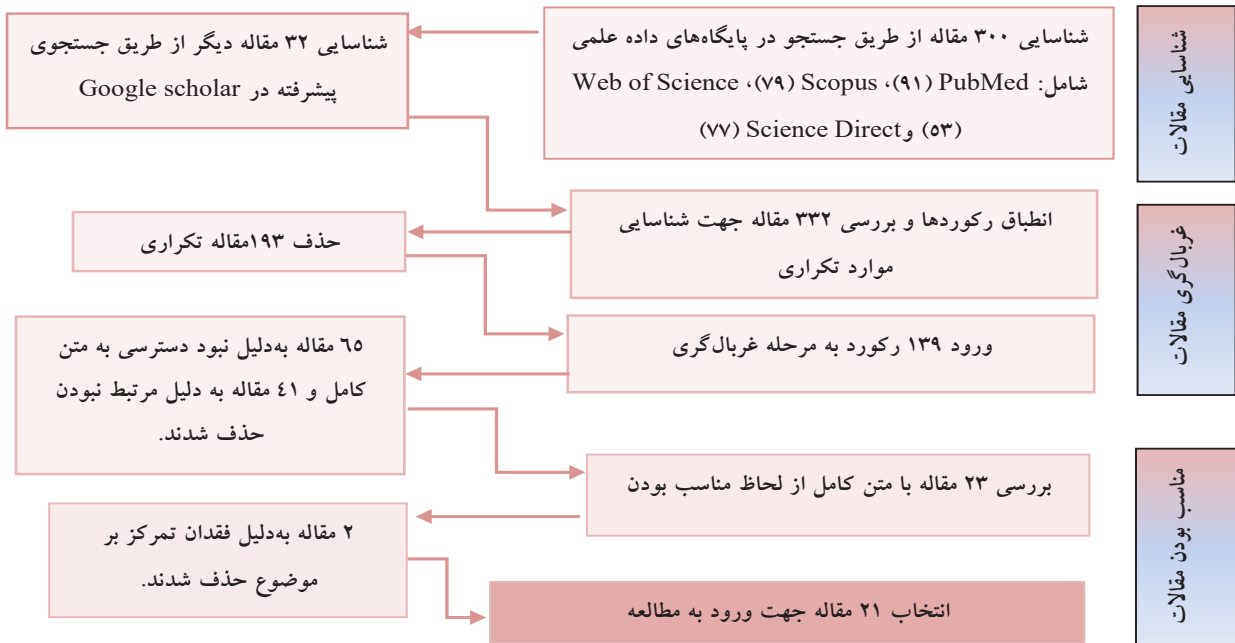 شناسایی مقالات
شناسایی ۳۰۰ مقاله از طریق جستجو در پایگاه‌های داده علمی
شامل: PubMed (۹۱)، Scopus (۷۹)، Web of Science
(۵۳) وScience Direct (۷۷)
شناسایی ۳۲ مقاله دیگر از طریق جستجوی
پیشرفته در Google scholar
غربال‌گری مقالات
انطباق رکوردها و بررسی ۳۳۲ مقاله جهت شناسایی
موارد تکراری
حذف ۱۹۳مقاله تکراری
ورود ۱۳۹ رکورد به مرحله غربال‌گری
۶۵ مقاله به‌دلیل نبود دسترسی به متن
کامل و ۴۱ مقاله به دلیل مرتبط نبودن
حذف شدند.
مناسب بودن مقالات
بررسی ۲۳ مقاله با متن کامل از لحاظ مناسب بودن
۲ مقاله به‌دلیل فقدان تمرکز بر
موضوع حذف شدند.
انتخاب ۲۱ مقاله جهت ورود به مطالعه